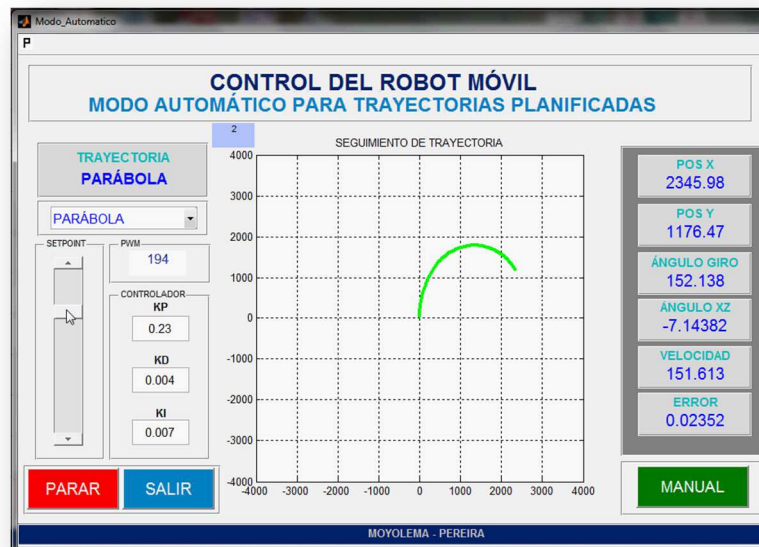 Modo_Automatico
P
CONTROL DEL ROBOT MÓVIL
MODO AUTOMÁTICO PARA TRAYECTORIAS PLANIFICADAS
2
TRAYECTORIA
PARÁBOLA
PARÁBOLA
SETPOINT
PWM
194
CONTROLADOR
KP
0.23
KD
0.004
KI
0.007
PARAR
SALIR
SEGUIMIENTO DE TRAYECTORIA
4000
3000
2000
1000
0
-1000
-2000
-3000
-4000
-4000 -3000 -2000 -1000 0 1000 2000 3000 4000
POS X
2345.98
POS Y
1176.47
ÁNGULO GIRO
152.138
ÁNGULO XZ
-7.14382
VELOCIDAD
151.613
ERROR
0.02352
MANUAL
MOYOLEMA - PEREIRA